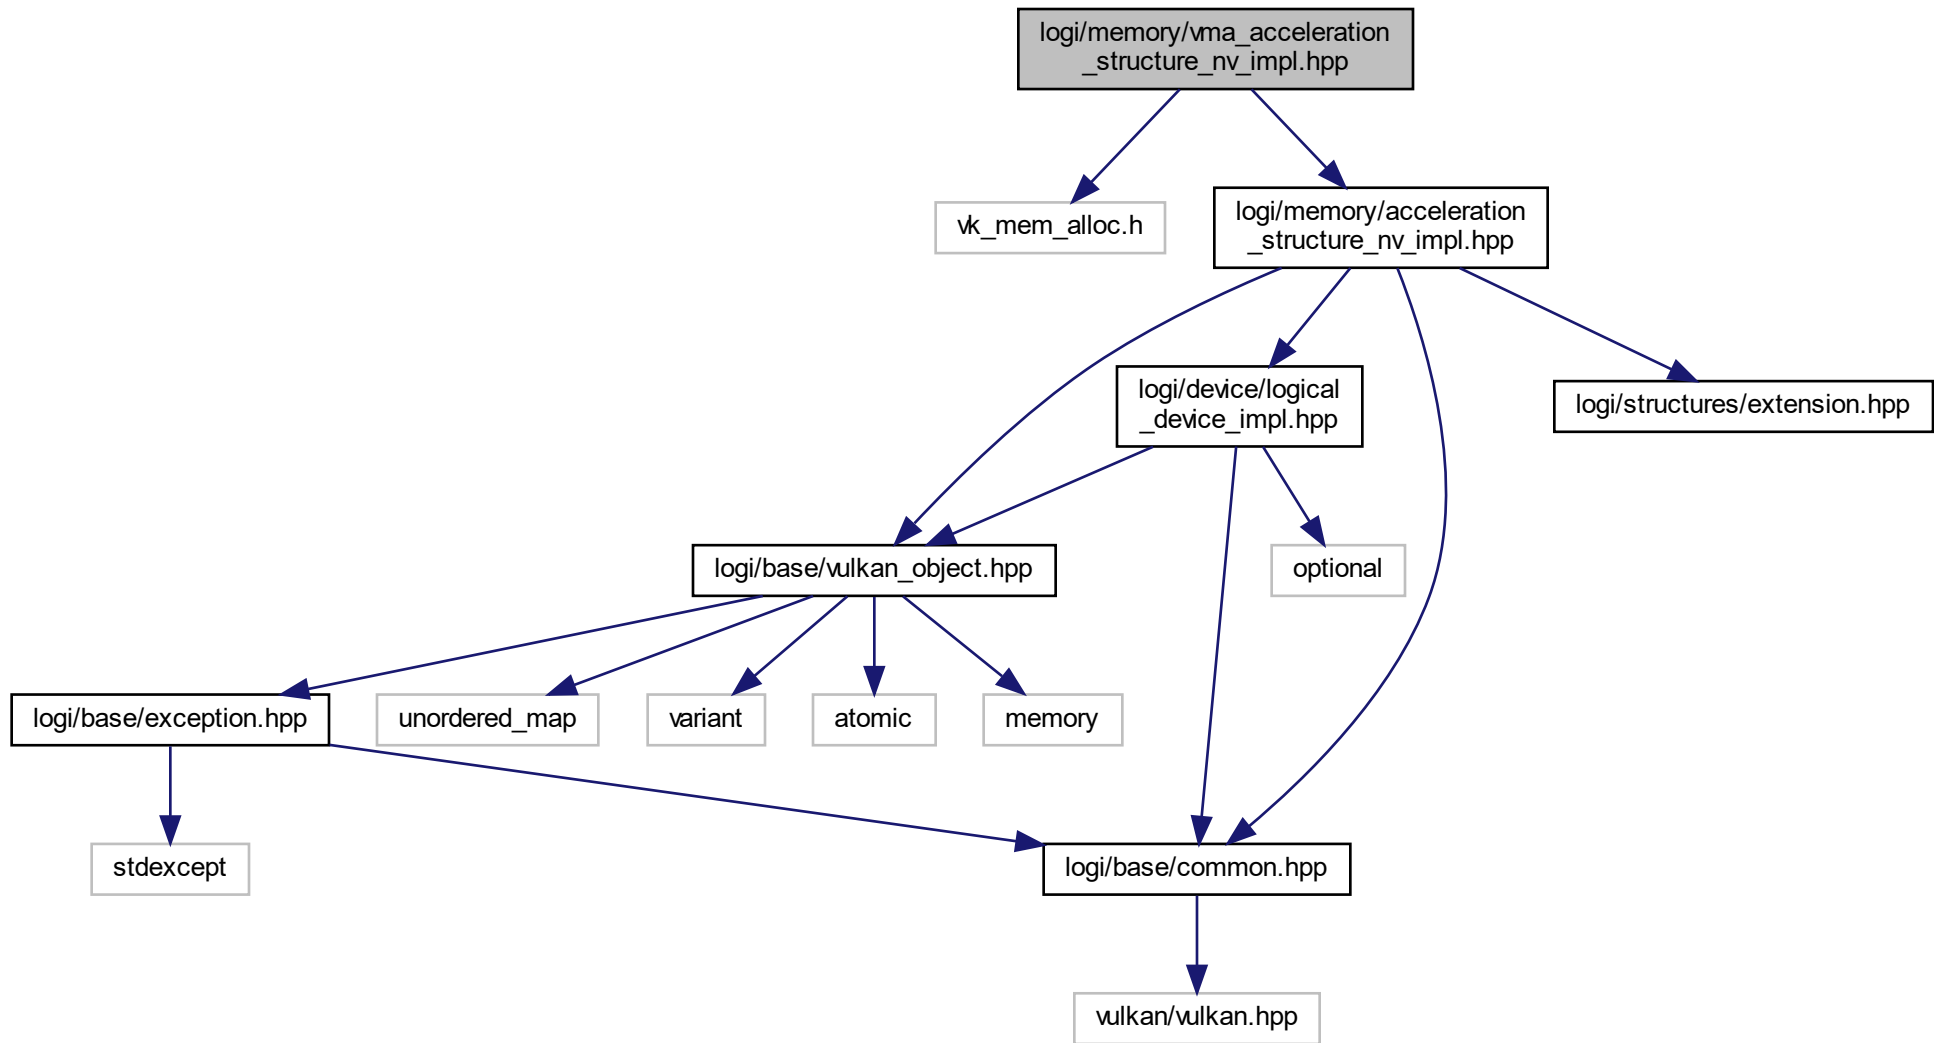 logi/memory/vma_acceleration
_structure_nv_impl.hpp
vk_mem_alloc.h
logi/memory/acceleration
_structure_nv_impl.hpp
logi/device/logical
_device_impl.hpp
logi/structures/extension.hpp
logi/base/vulkan_object.hpp
optional
logi/base/exception.hpp
unordered_map
variant
atomic
memory
stdexcept
logi/base/common.hpp
vulkan/vulkan.hpp